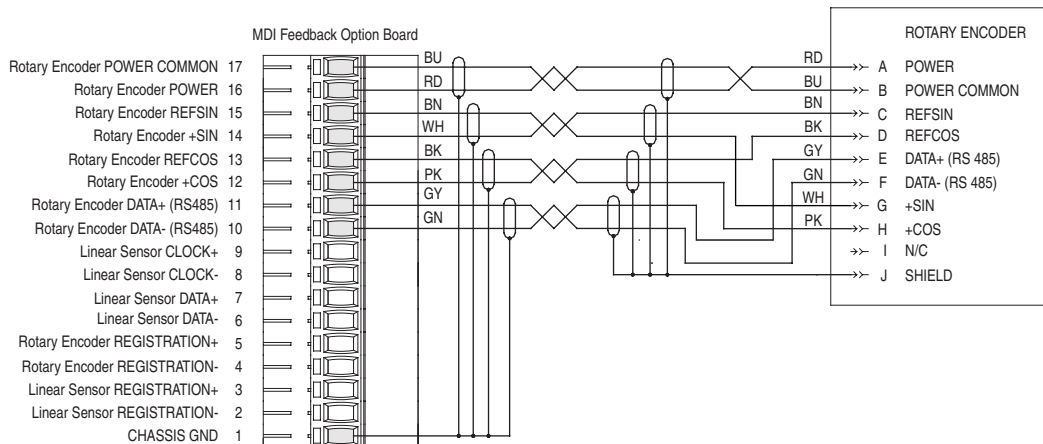 MDI Feedback Option Board
ROTARY ENCODER
Rotary Encoder POWER COMMON 17 BU RD A POWER
Rotary Encoder POWER 16 RD BU B POWER COMMON
Rotary Encoder REFSIN 15 BN BN C REFSIN
Rotary Encoder +SIN 14 WH BK D REFCOS
Rotary Encoder REFCOS 13 BK GY E DATA+ (RS 485)
Rotary Encoder +COS 12 PK GN F DATA- (RS 485)
Rotary Encoder DATA+ (RS485) 11 GY WH G +SIN
Rotary Encoder DATA- (RS485) 10 GN PK H +COS
Linear Sensor CLOCK+ 9 I N/C
Linear Sensor CLOCK- 8 J SHIELD
Linear Sensor DATA+ 7
Linear Sensor DATA- 6
Rotary Encoder REGISTRATION+ 5
Rotary Encoder REGISTRATION- 4
Linear Sensor REGISTRATION+ 3
Linear Sensor REGISTRATION- 2
CHASSIS GND 1